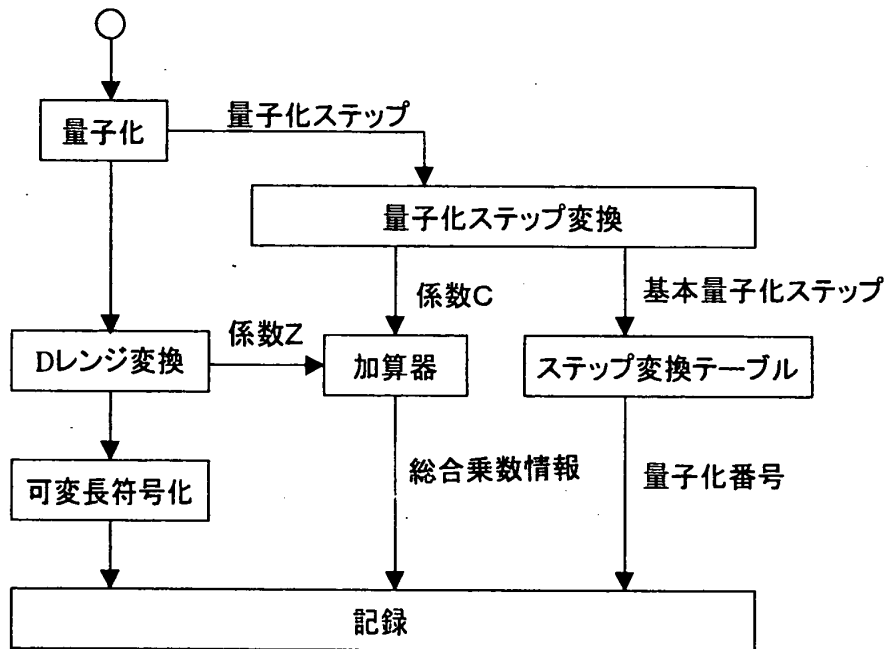 量子化
量子化ステップ
量子化ステップ変換
係数C
基本量子化ステップ
Dレンジ変換
係数Z
加算器
ステップ変換テーブル
可変長符号化
総合乗数情報
量子化番号
記録